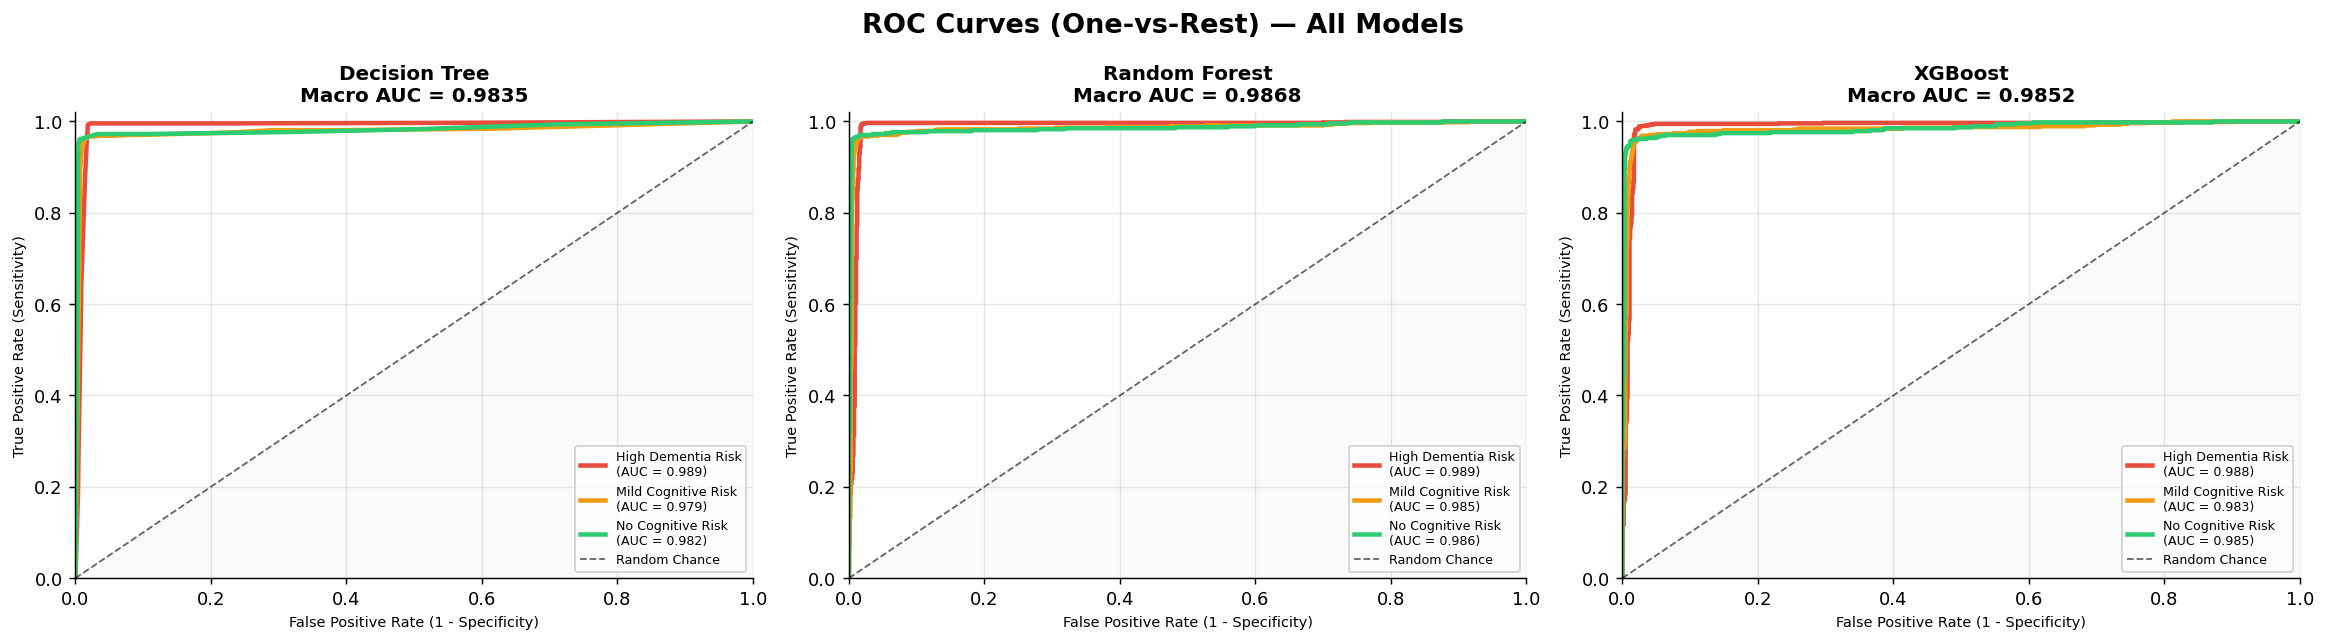 ROC Curves (One-vs-Rest) — All Models
Decision Tree
Macro AUC = 0.9835
True Positive Rate (Sensitivity)
1.0
0.8
0.6
0.4
0.2
0.0
High Dementia Risk
(AUC = 0.989)
Mild Cognitive Risk
(AUC = 0.979)
No Cognitive Risk
(AUC = 0.982)
Random Chance
0.0 0.2 0.4 0.6 0.8 1.0
False Positive Rate (1 - Specificity)
Random Forest
Macro AUC = 0.9868
True Positive Rate (Sensitivity)
1.0
0.8
0.6
0.4
0.2
0.0
High Dementia Risk
(AUC = 0.989)
Mild Cognitive Risk
(AUC = 0.985)
No Cognitive Risk
(AUC = 0.986)
Random Chance
0.0 0.2 0.4 0.6 0.8 1.0
False Positive Rate (1 - Specificity)
XGBoost
Macro AUC = 0.9852
True Positive Rate (Sensitivity)
1.0
0.8
0.6
0.4
0.2
0.0
High Dementia Risk
(AUC = 0.988)
Mild Cognitive Risk
(AUC = 0.983)
No Cognitive Risk
(AUC = 0.985)
Random Chance
0.0 0.2 0.4 0.6 0.8 1.0
False Positive Rate (1 - Specificity)